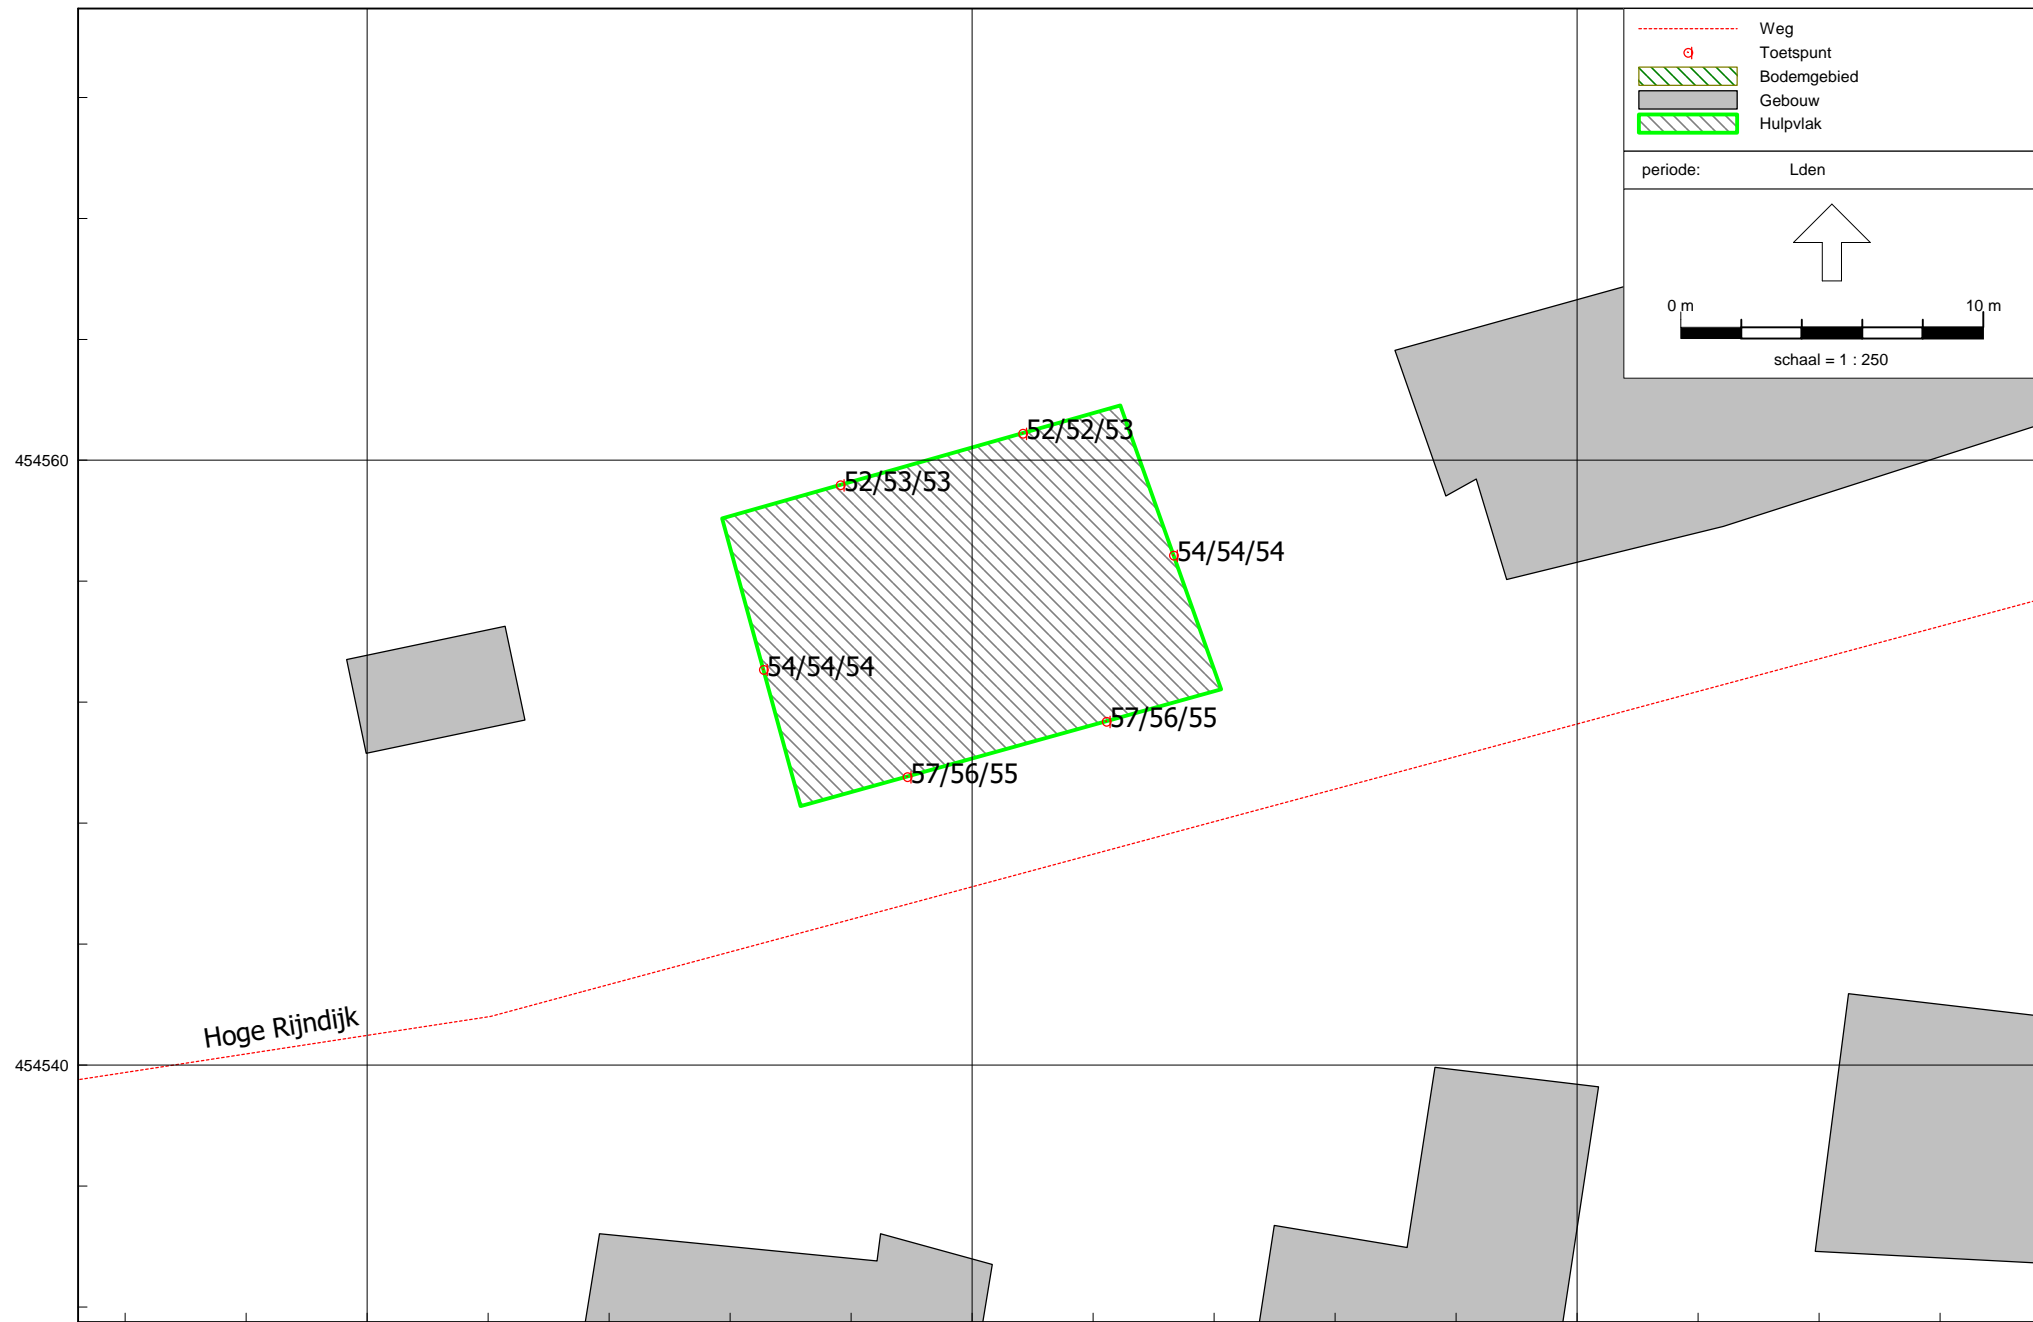 Weg
Toetspunt
Bodemgebied
Gebouw
Hulpvlak
periode: Lden
0 m 10 m
schaal = 1 : 250
52/52/53
454560
52/53/53
54/54/54
54/54/54
57/56/55
57/56/55
Hoge Rijndijk
454540